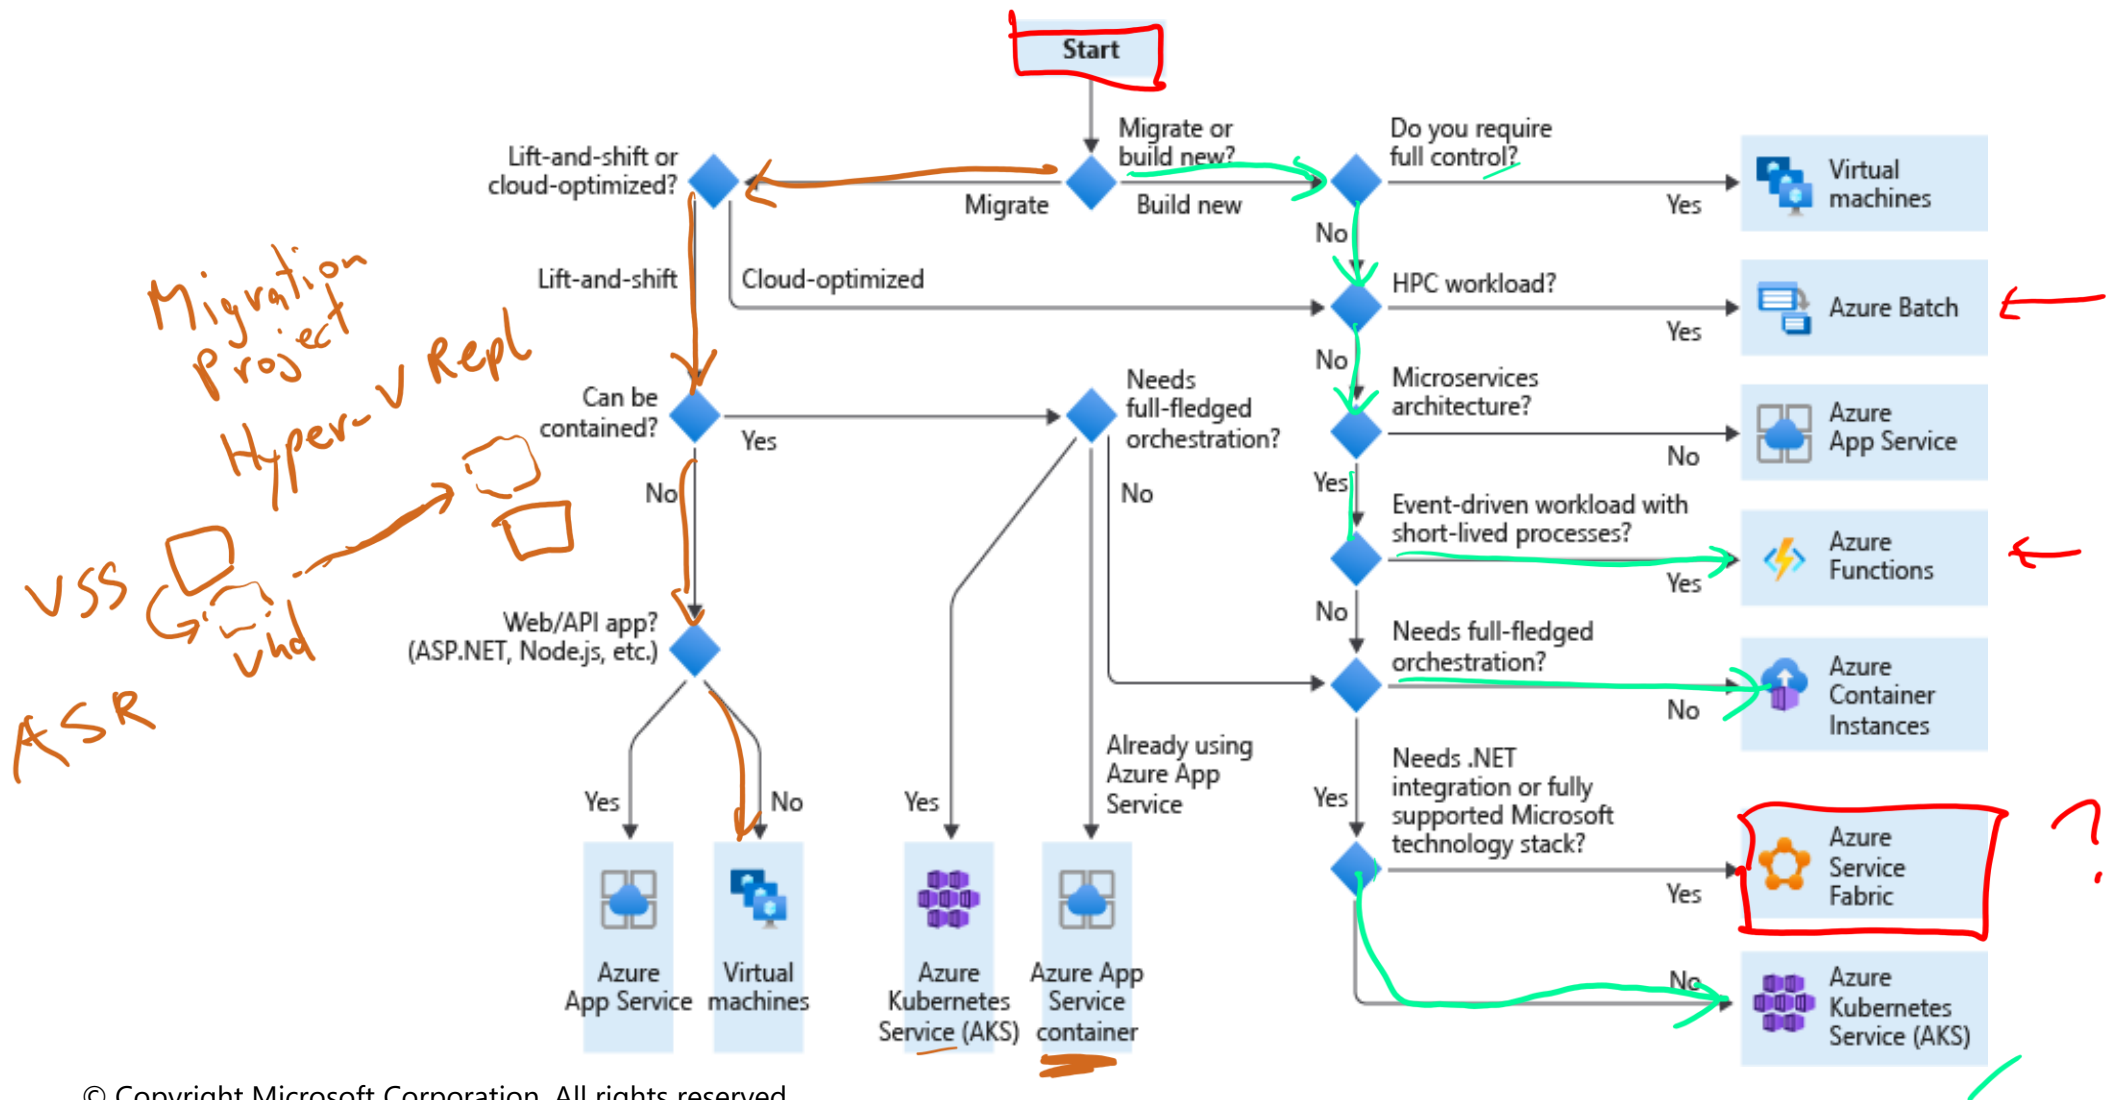 Start
Migrate or
build new?
Do you require
full control?
Lift-and-shift or
cloud-optimized?
Migrate
Build new
Yes
Virtual
machines
No
Migration
project
Lift-and-shift
Cloud-optimized
HPC workload?
Yes
Azure Batch
No
Hyper-V Repl
Can be
contained?
Yes
Needs
full-fledged
orchestration?
Microservices
architecture?
No
Azure
App Service
No
No
Yes
Event-driven workload with
short-lived processes?
Yes
Azure
Functions
VSS
vhd
Web/API app?
(ASP.NET, Node.js, etc.)
No
Needs full-fledged
orchestration?
No
Azure
Container
Instances
ASR
Already using
Azure App
Service
Yes
No
Yes
Yes
Needs .NET
integration or fully
supported Microsoft
technology stack?
Yes
Azure
Service
Fabric
?
Azure
App Service
Virtual
machines
Azure
Kubernetes
Service (AKS)
Azure App
Service
container
No
Azure
Kubernetes
Service (AKS)
© Copyright Microsoft Corporation. All rights reserved.